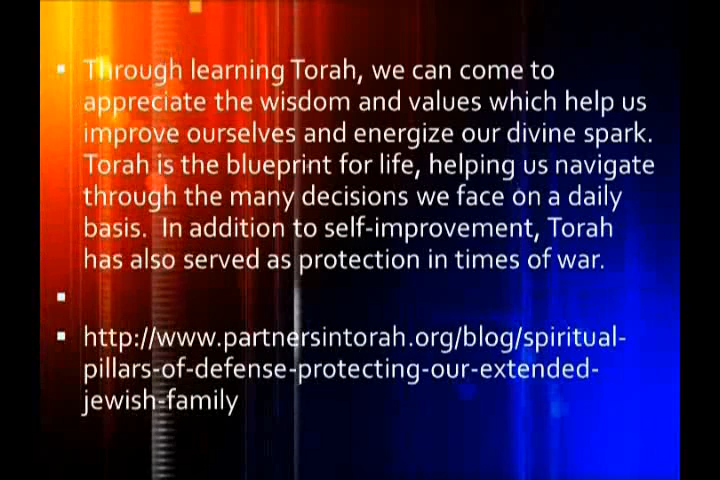 Through learning Torah, we can come to
appreciate the wisdom and values which help us
improve ourselves and energize our divine spark.
Torah is the blueprint for life, helping us navigate
through the many decisions we face on a daily
basis.  In addition to self-improvement, Torah
has also served as protection in times of war.
http://www.partnersintorah.org/blog/spiritual-
pillars-of-defense-protecting-our-extended-
jewish-family